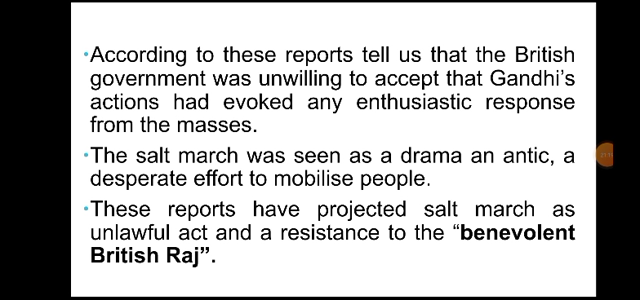 •According to these reports tell us that the British
government was unwilling to accept that Gandhi's
actions had evoked any enthusiastic response
from the masses.
•The salt march was seen as a drama an antic, a
desperate effort to mobilise people.
•These reports have projected salt march as
unlawful act and a resistance to the “benevolent
British Raj”.